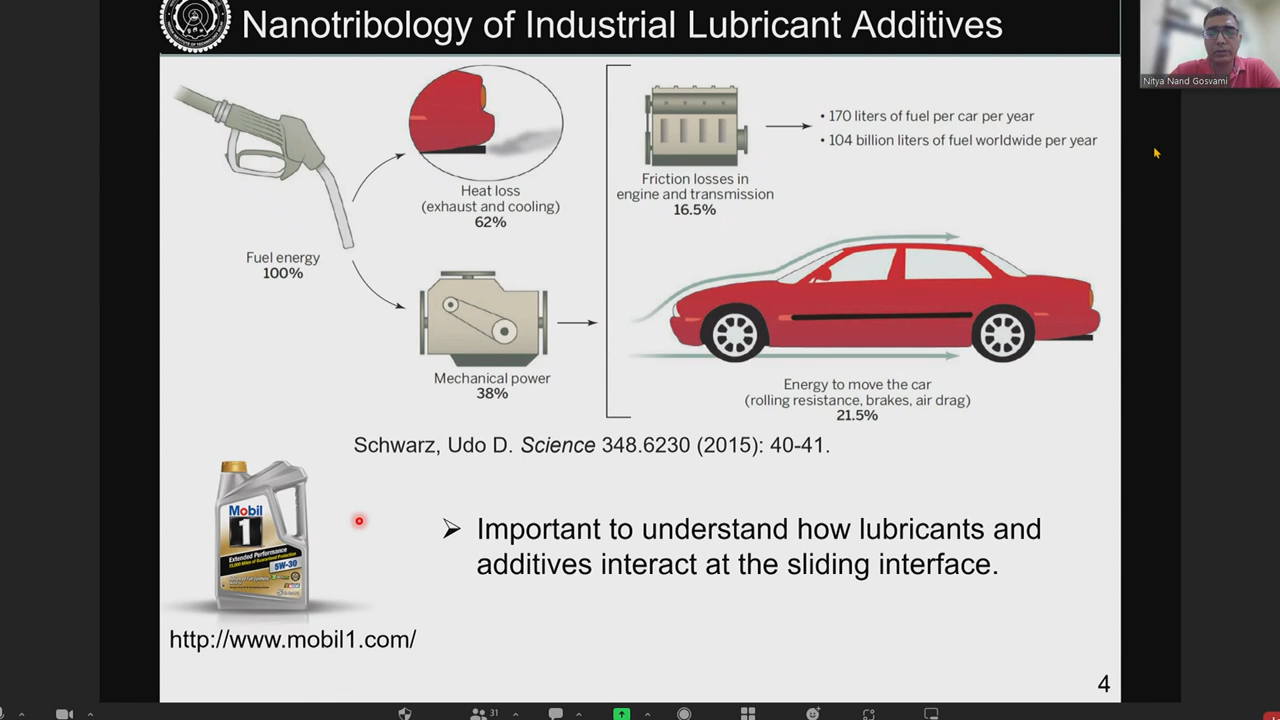 Nanotribology of Industrial Lubricant Additives
Nitya Nand Gosvami
Heat loss
(exhaust and cooling)
62%
Fuel energy
100%
Mechanical power
38%
Friction losses in
engine and transmission
16.5%
• 170 liters of fuel per car per year
• 104 billion liters of fuel worldwide per year
Energy to move the car
(rolling resistance, brakes, air drag)
21.5%
Schwarz, Udo D. Science 348.6230 (2015): 40-41.
Mobil
1
Extended Performance
5W-30
➢ Important to understand how lubricants and
additives interact at the sliding interface.
http://www.mobil1.com/
4
31